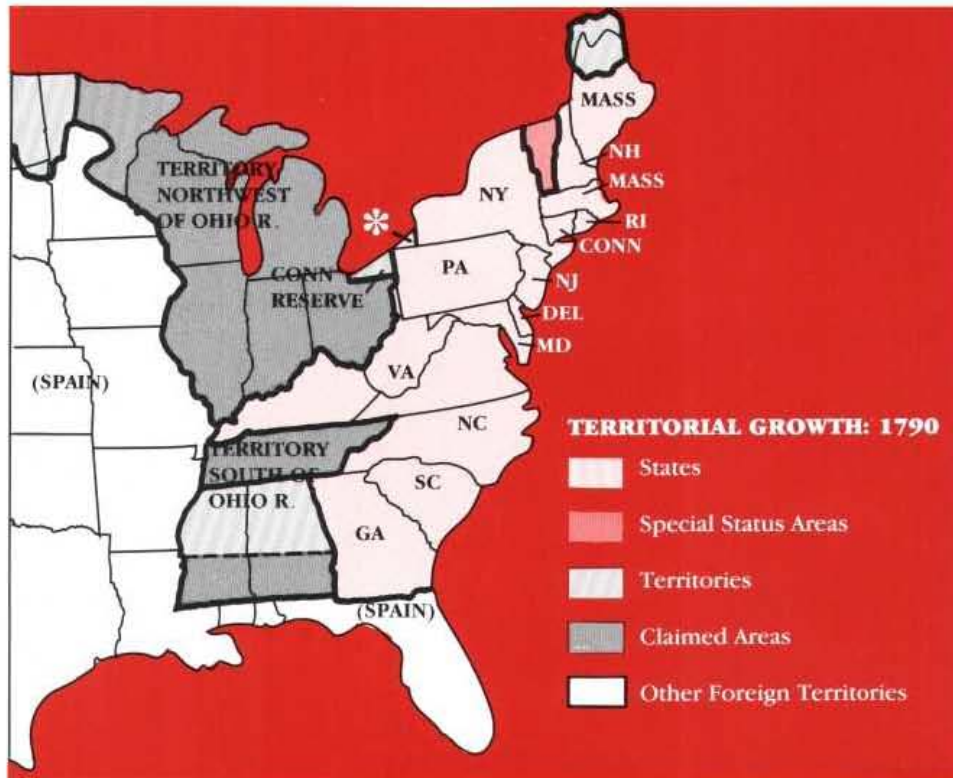 MASS
NH
MASS
RI
CONN
NJ
DEL
MD
NY
PA
TERRITORY
NORTHWEST
OF OHIO R.
*
CONN
RESERVE
VA
(SPAIN)
NC
TERRITORY
SOUTH OF
OHIO R.
SC
GA
(SPAIN)
TERRITORIAL GROWTH: 1790
States
Special Status Areas
Territories
Claimed Areas
Other Foreign Territories